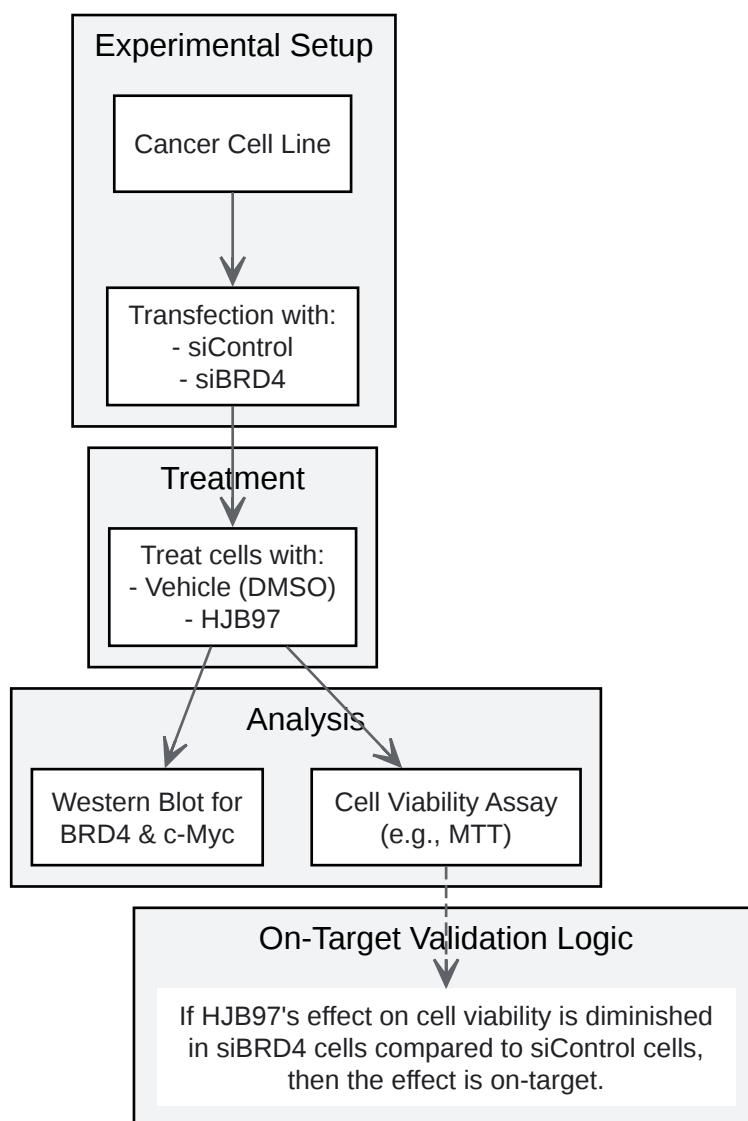 Experimental Setup
Cancer Cell Line
Transfection with:
- siControl
- siBRD4
Treatment
Treat cells with:
- Vehicle (DMSO)
- HJB97
Analysis
Western Blot for
BRD4 & c-Myc
Cell Viability Assay
(e.g., MTT)
On-Target Validation Logic
If HJB97's effect on cell viability is diminished
in siBRD4 cells compared to siControl cells,
then the effect is on-target.